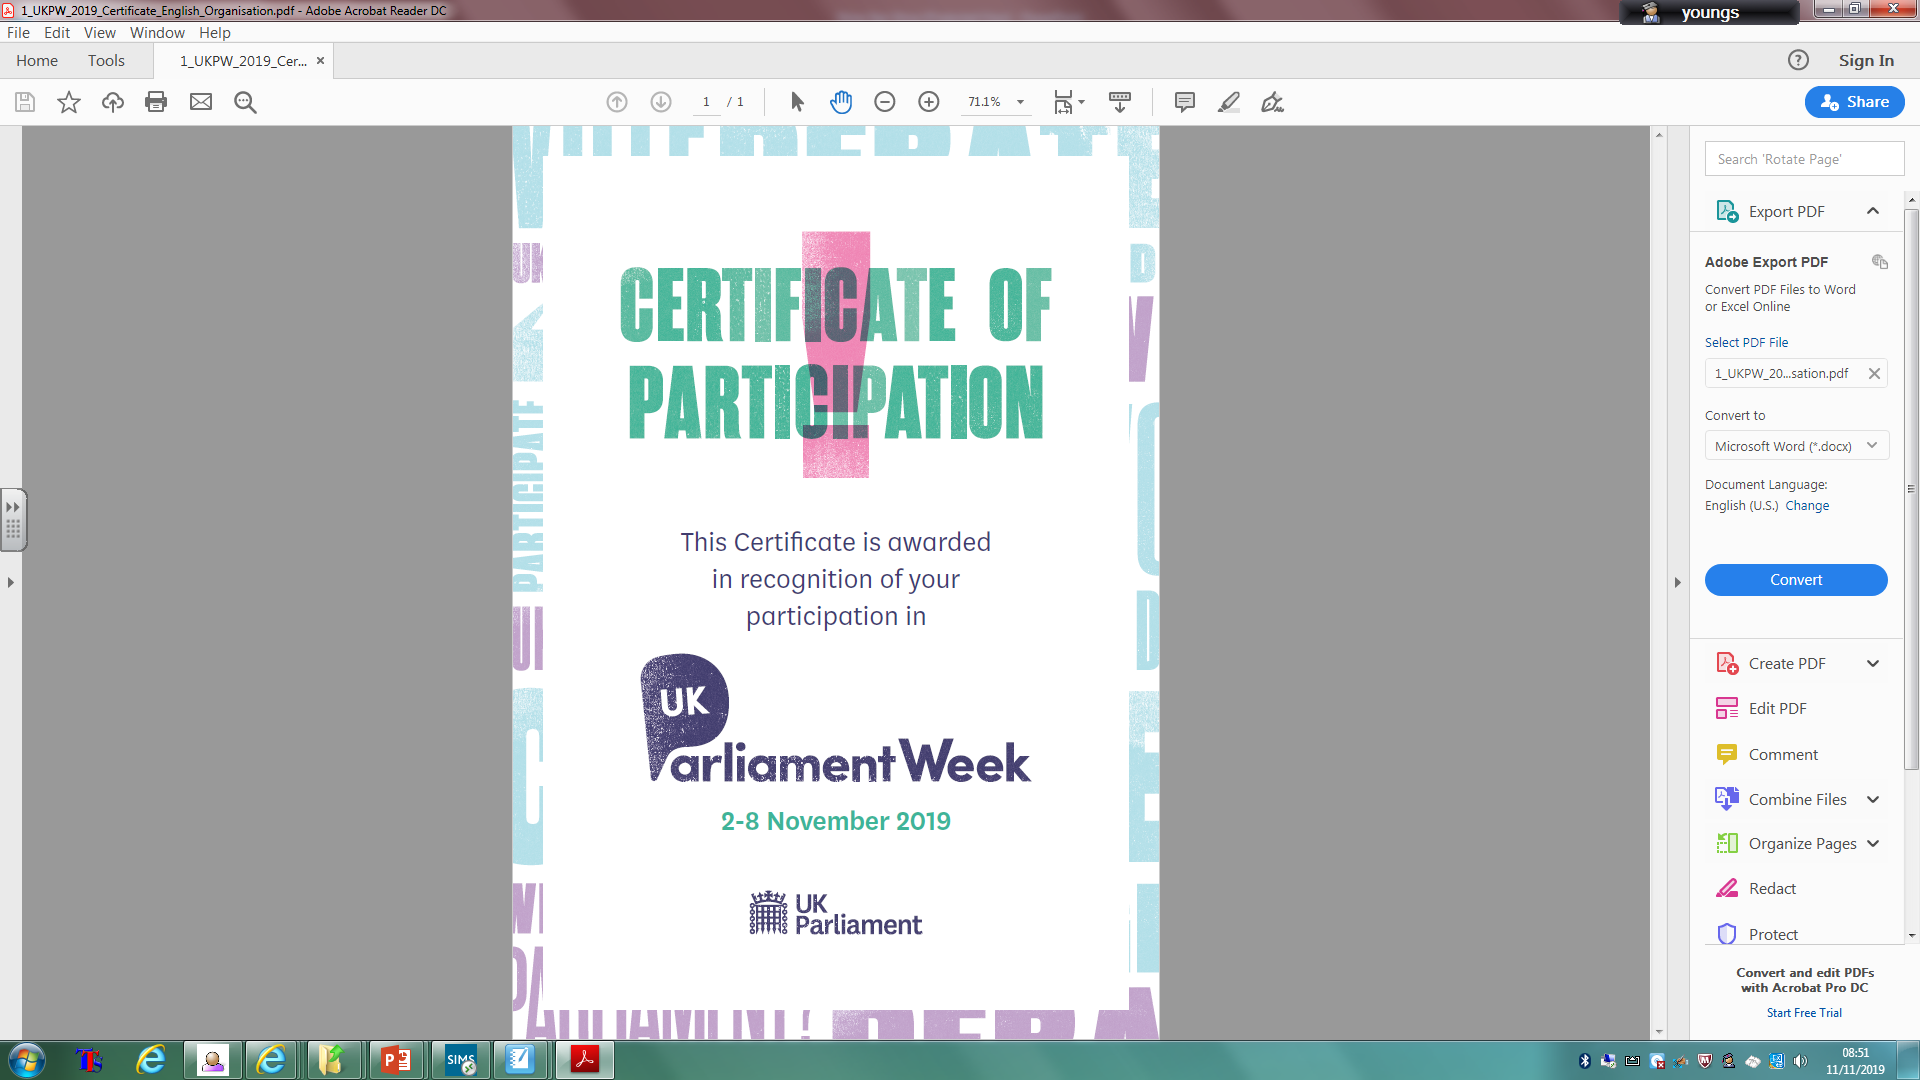 1_UKPW_2019_Certificate_English_Organisation.pdf - Adobe Acrobat Reader DC
youngs
File Edit View Window Help
Home Tools 1_UKPW_2019_Cer... × Sign In
1 / 1 71.1% Share
Search 'Rotate Page'
Export PDF
Adobe Export PDF
Convert PDF Files to Word
or Excel Online
Select PDF File
1_UKPW_20...sation.pdf
Convert to
Microsoft Word (*.docx)
Document Language:
English (U.S.) Change
Convert
Create PDF
Edit PDF
Comment
Combine Files
Organize Pages
Redact
Protect
Convert and edit PDFs
with Acrobat Pro DC
Start Free Trial
DEBATE
UK
PARTICIPATE
CERTIFICATE OF
PARTICIPATION
This Certificate is awarded
in recognition of your
participation in
UK
Parliament Week
2-8 November 2019
UK
Parliament
PARLIAMENT!
SIMS
08:51
11/11/2019